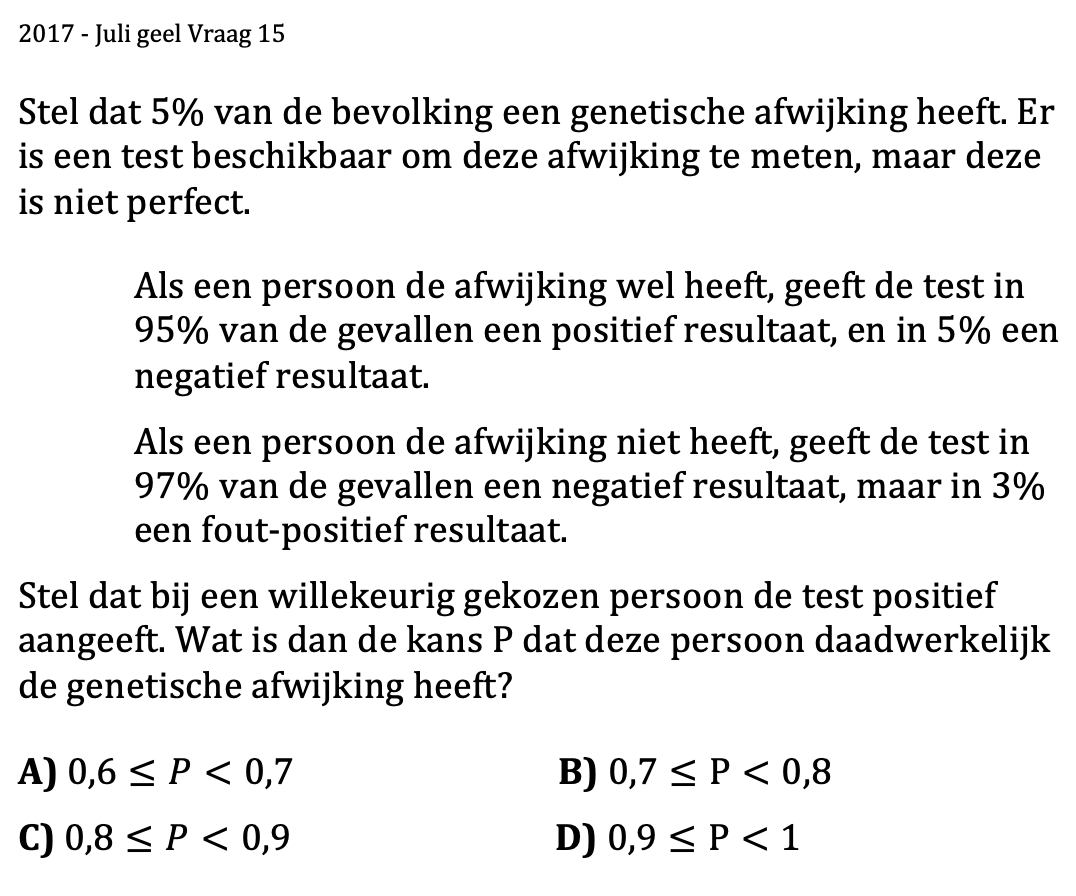 2017 - Juli geel Vraag 15
Stel dat 5% van de bevolking een genetische afwijking heeft. Er
is een test beschikbaar om deze afwijking te meten, maar deze
is niet perfect.
Als een persoon de afwijking wel heeft, geeft de test in
95% van de gevallen een positief resultaat, en in 5% een
negatief resultaat.
Als een persoon de afwijking niet heeft, geeft de test in
97% van de gevallen een negatief resultaat, maar in 3%
een fout-positief resultaat.
Stel dat bij een willekeurig gekozen persoon de test positief
aangeeft. Wat is dan de kans P dat deze persoon daadwerkelijk
de genetische afwijking heeft?
A) 0,6 ≤ P < 0,7 B) 0,7 ≤ P < 0,8
C) 0,8 ≤ P < 0,9 D) 0,9 ≤ P < 1